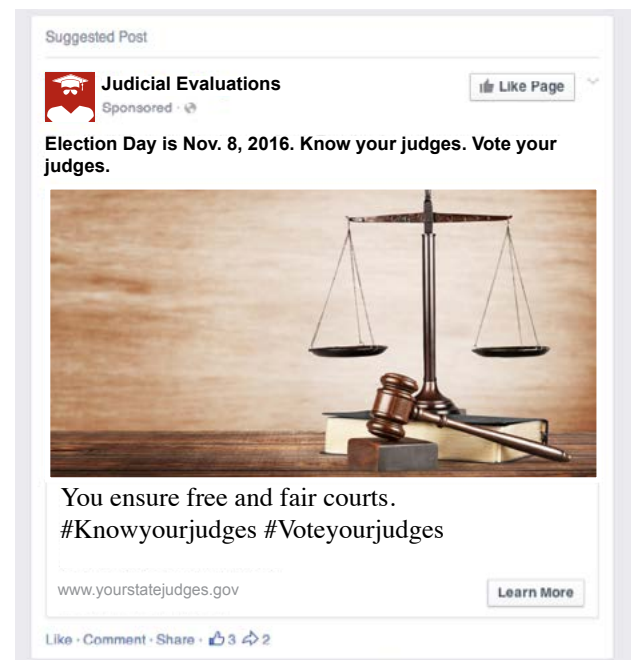 Suggested Post
Judicial Evaluations
Like Page
Sponsored ·
Election Day is Nov. 8, 2016. Know your judges. Vote your
judges.
You ensure free and fair courts.
#Knowyourjudges #Voteyourjudges
www.yourstatejudges.gov
Learn More
Like · Comment · Share · 3 2